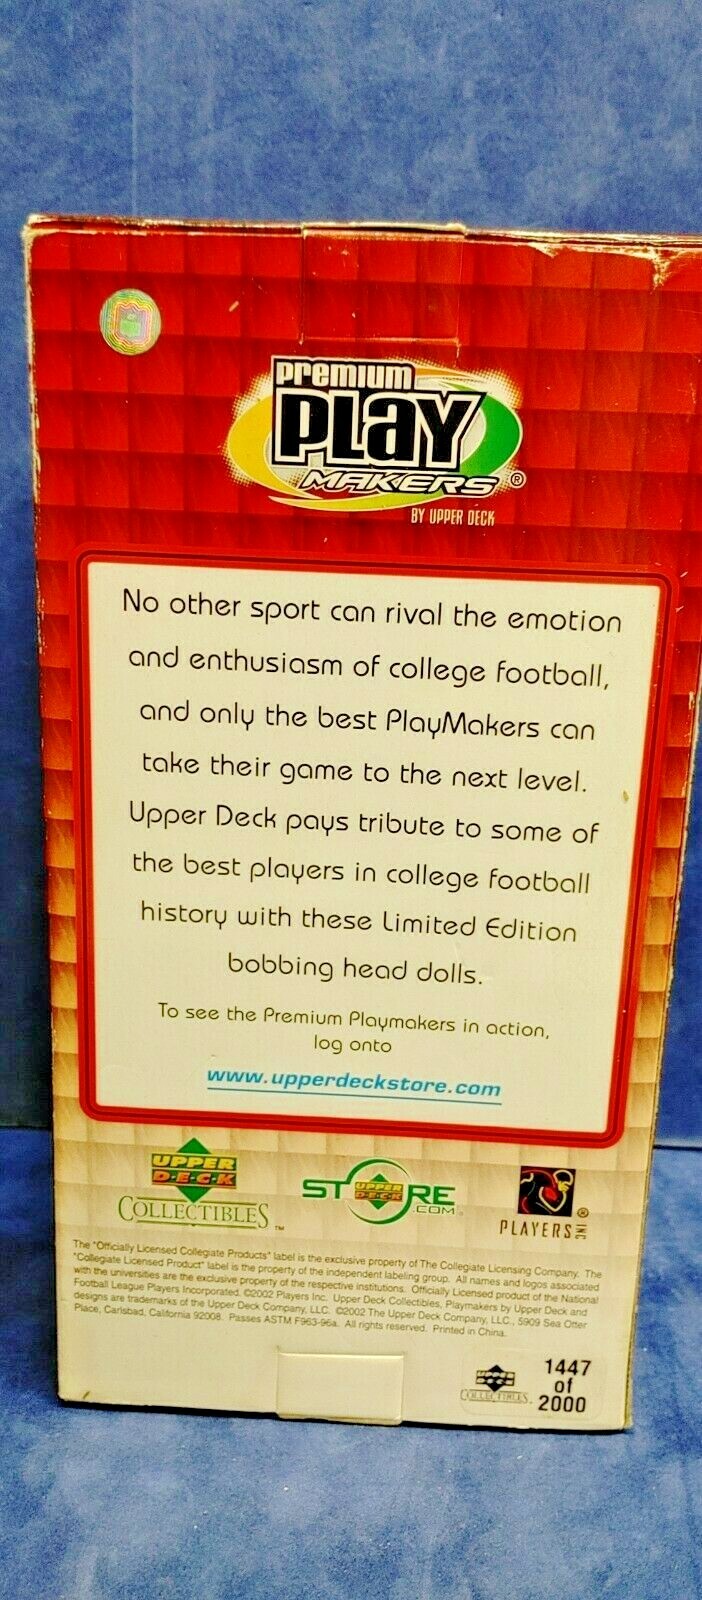 premium
PLAY
MAKERS®
BY UPPER DECK
No other sport can rival the emotion
and enthusiasm of college football,
and only the best PlayMakers can
take their game to the next level.
Upper Deck pays tribute to some of
the best players in college football
history with these Limited Edition
bobbing head dolls.
To see the Premium Playmakers in action,
log onto
www.upperdeckstore.com
UPPER
D·E·C·K
COLLECTIBLES™
STORE
UPPER
DECK
.COM
PLAYERS INC®
The "Officially Licensed Collegiate Products" label is the exclusive property of The Collegiate Licensing Company. The
"Collegiate Licensed Product" label is the property of the independent labeling group. All names and logos associated
with the universities are the exclusive property of the respective institutions. Officially Licensed product of the National
Football League Players Incorporated. ©2002 Players Inc. Upper Deck Collectibles, Playmakers by Upper Deck and
designs are trademarks of the Upper Deck Company, LLC. ©2002 The Upper Deck Company, LLC., 5909 Sea Otter
Place, Carlsbad, California 92008. Passes ASTM F963-96a. All rights reserved. Printed in China.
UPPER
DECK
COLLECTIBLES
1447
of
2000